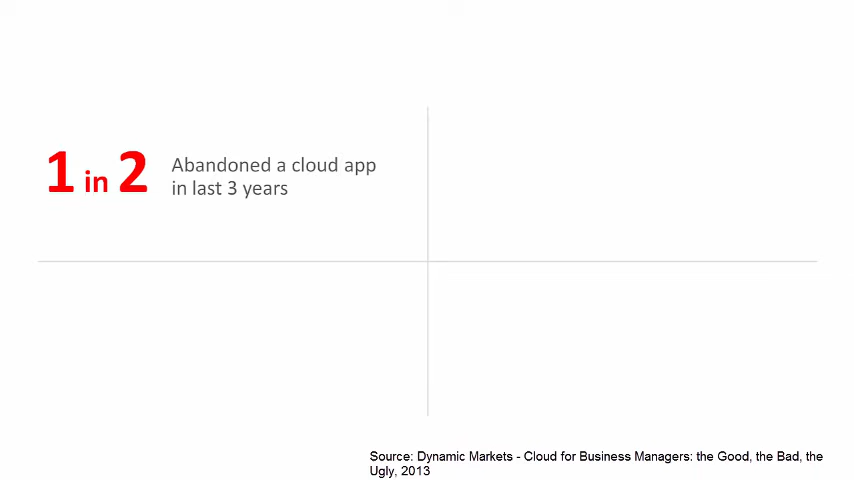 1 in 2
Abandoned a cloud app
in last 3 years
Source: Dynamic Markets - Cloud for Business Managers: the Good, the Bad, the
Ugly, 2013